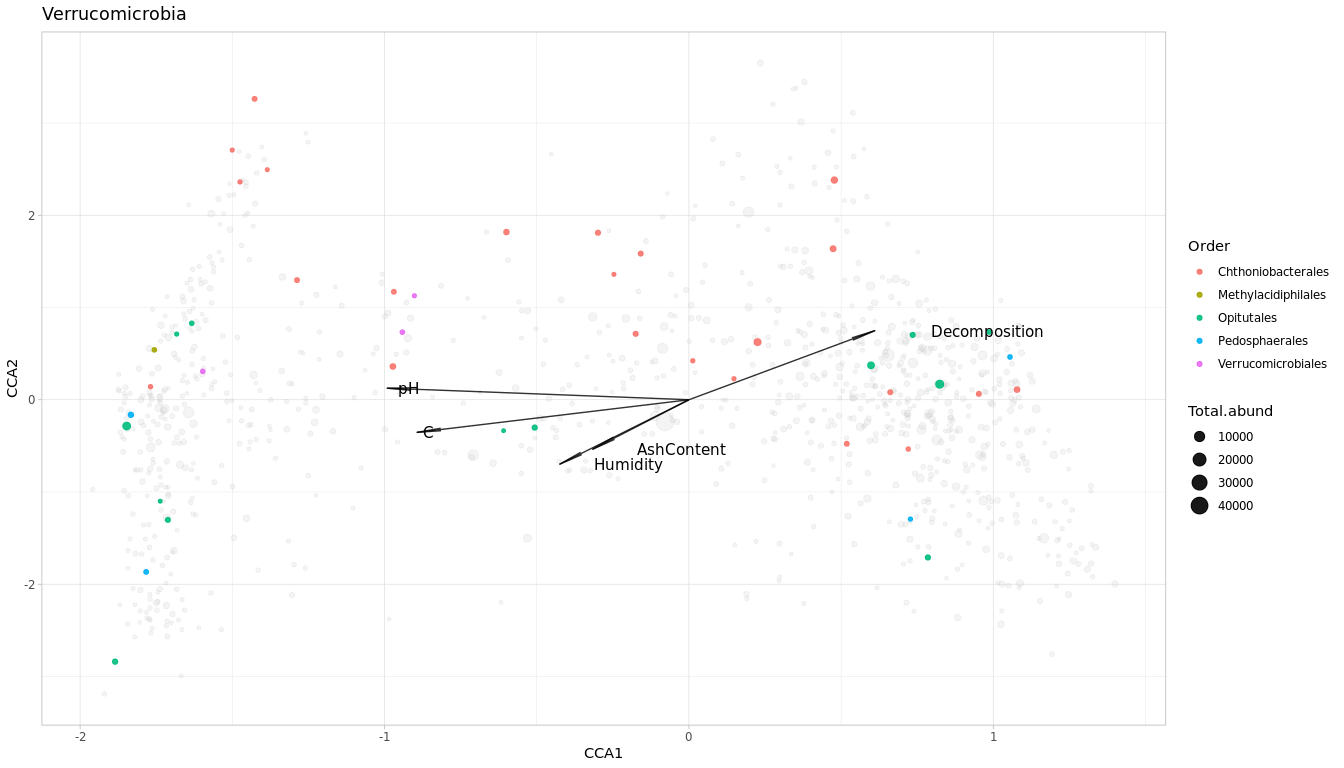 Verrucomicrobia
CCA2
2
0
-2
-2
-1
0
1
CCA1
Decomposition
pH
C
AshContent
Humidity
Order
Chthoniobacterales
Methylacidiphilales
Opitutales
Pedosphaerales
Verrucomicrobiales
Total.abund
10000
20000
30000
40000